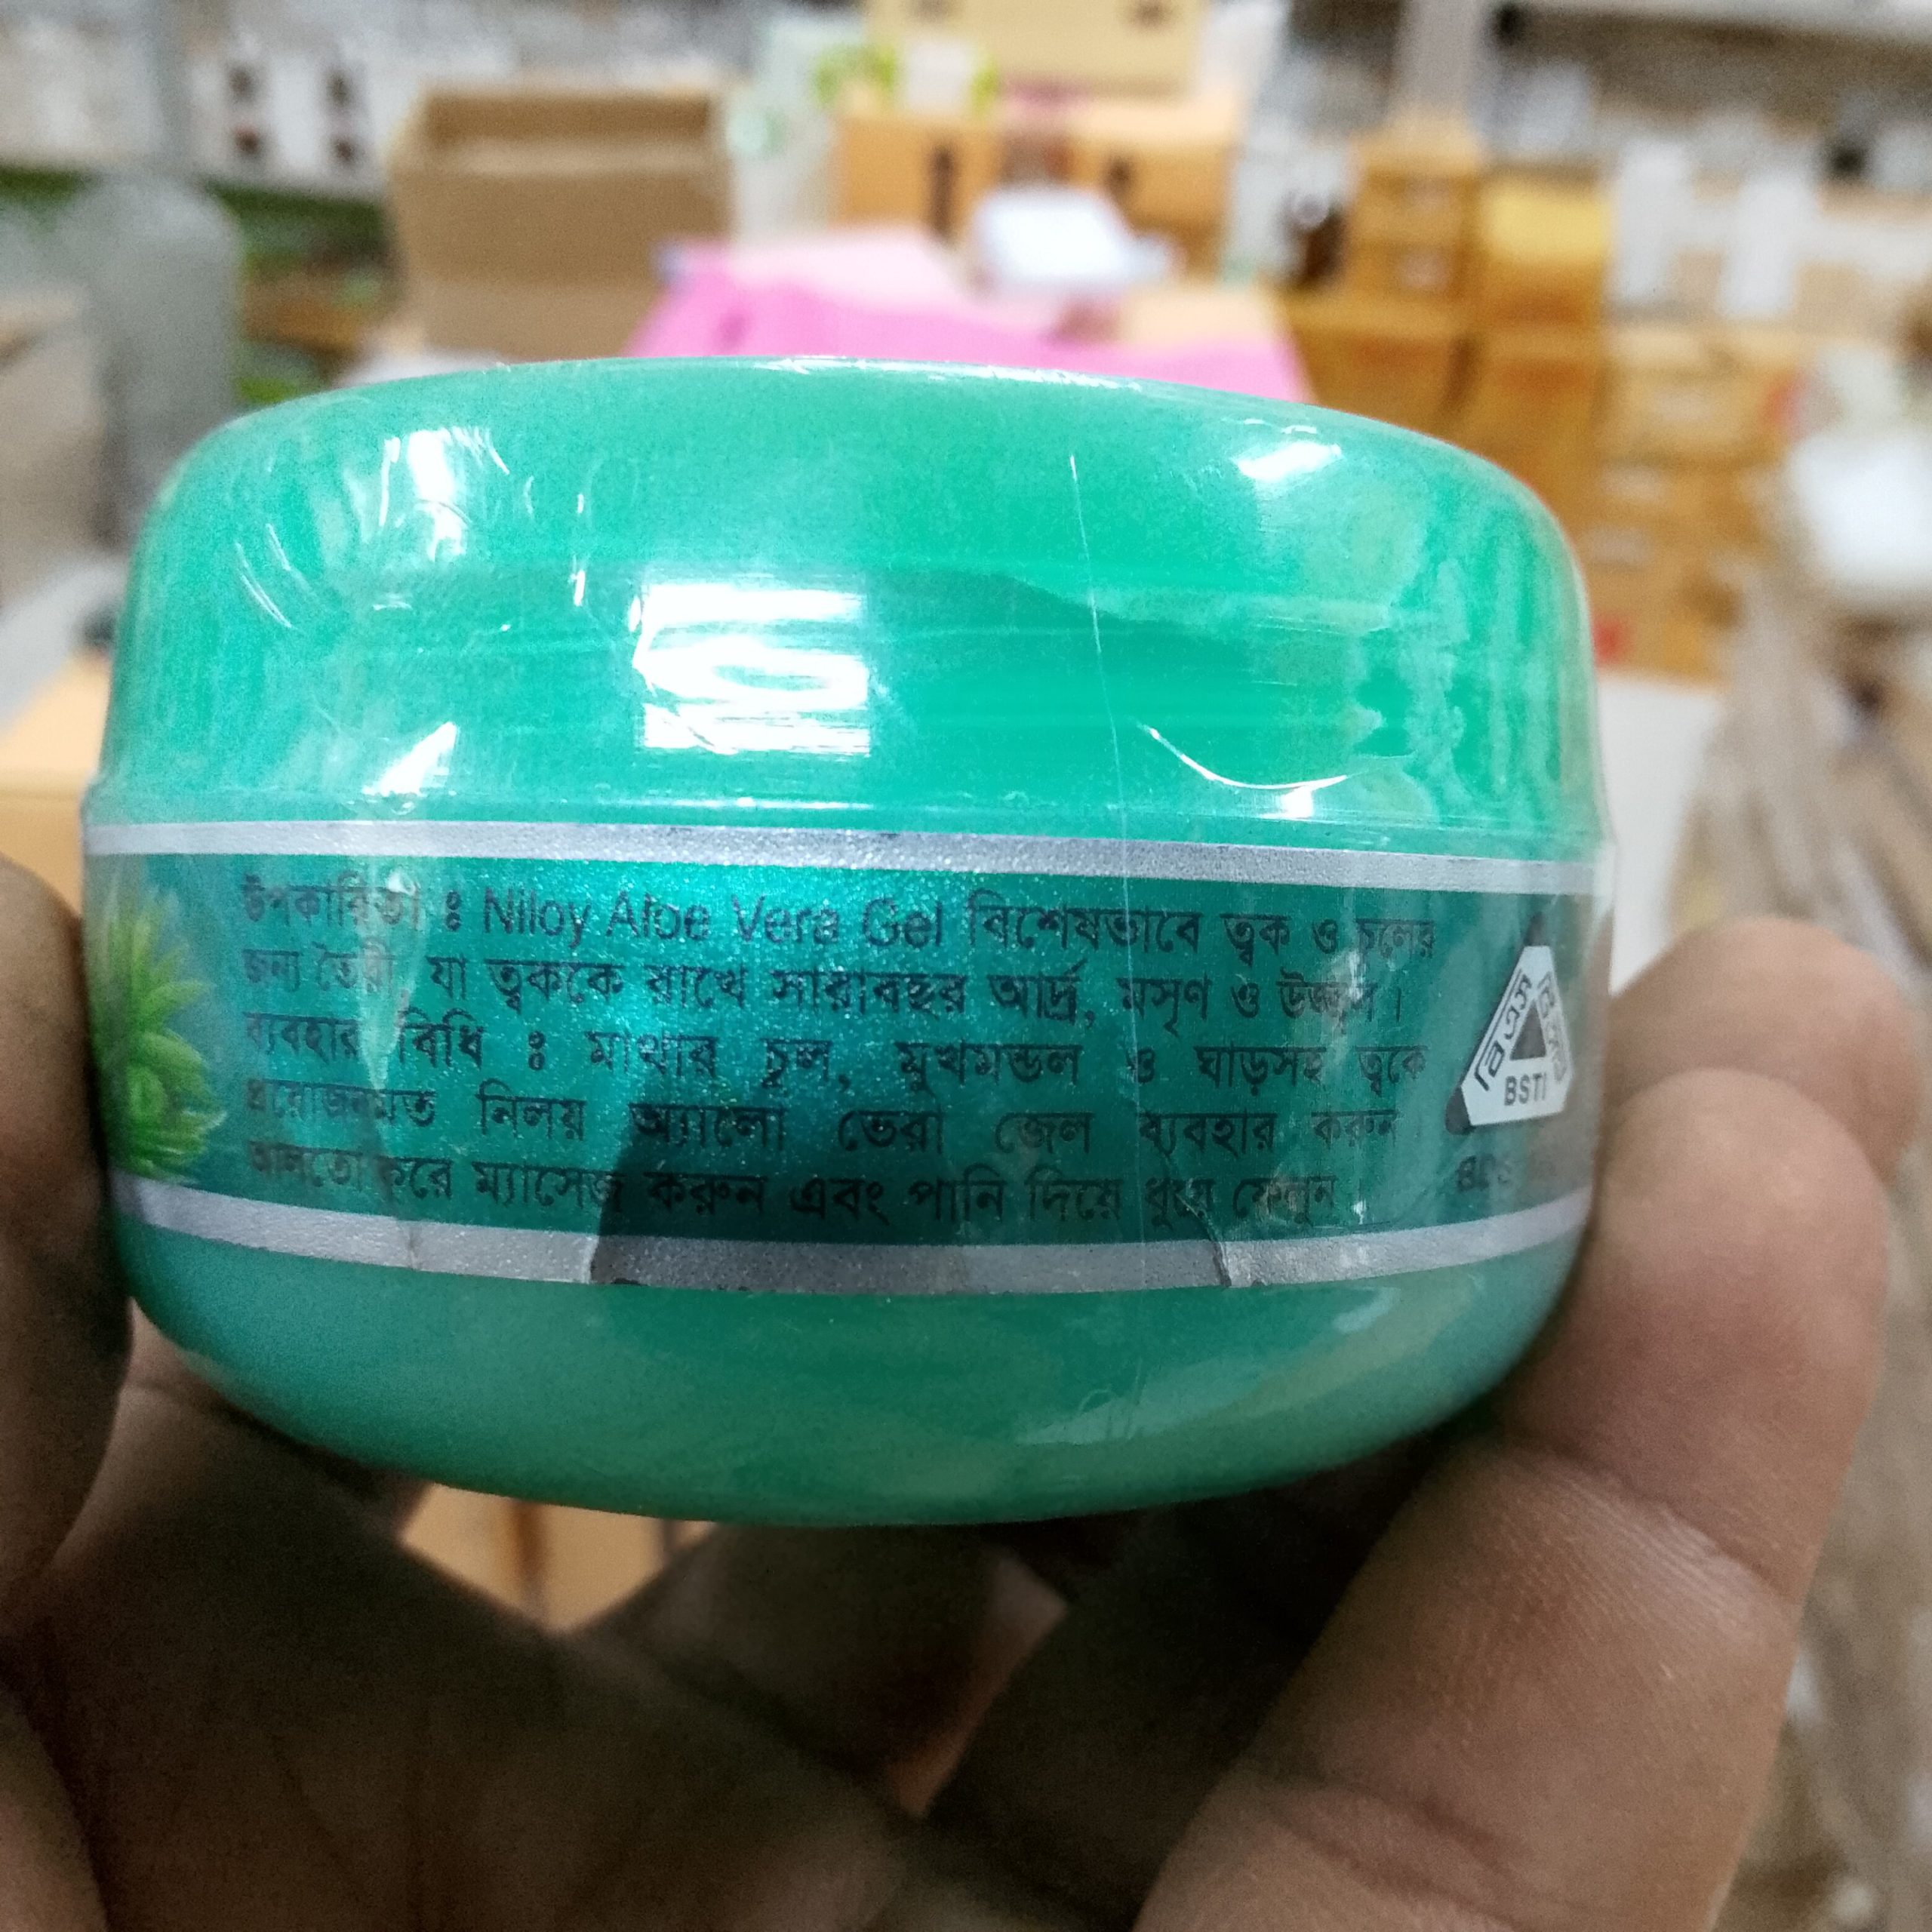 উপকারিতা : Niloy Aloe Vera Gel বিশেষভাবে ত্বক ও চুলের
জন্য তৈরী, যা ত্বককে রাখে সারাবছর আর্দ্র, মসৃণ ও উজ্জ্বল।
ব্যবহার বিধি : মাথার চুল, মুখমন্ডল ও ঘাড়সহ ত্বকে
প্রয়োজনমত নিলয় অ্যালো ভেরা জেল ব্যবহার করুন
আলতো করে ম্যাসেজ করুন এবং পানি দিয়ে ধুয়ে ফেলুন।
BSTI
BDS